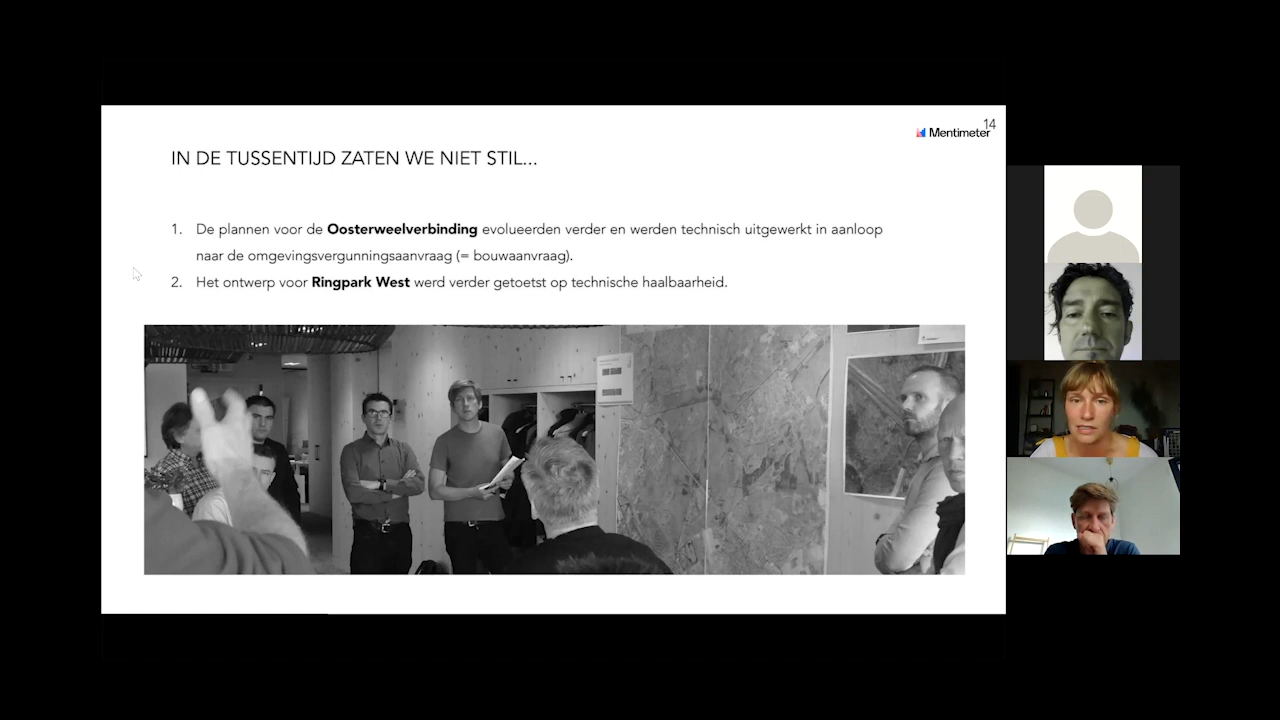 14
Mentimeter
IN DE TUSSENTIJD ZATEN WE NIET STIL...
1. De plannen voor de Oosterweelverbinding evolueerden verder en werden technisch uitgewerkt in aanloop
naar de omgevingsvergunningsaanvraag (= bouwaanvraag).
2. Het ontwerp voor Ringpark West werd verder getoetst op technische haalbaarheid.